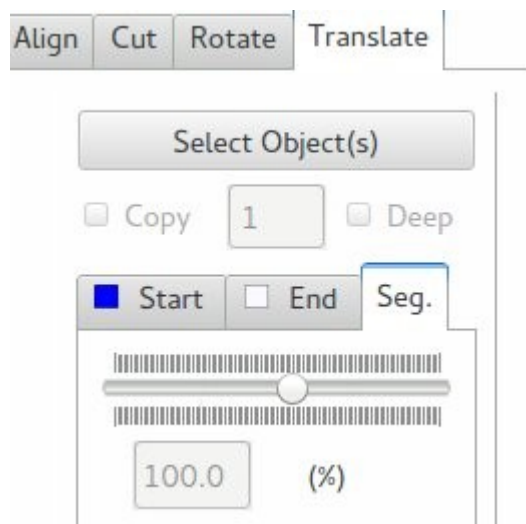 Align Cut Rotate Translate
Select Object(s)
Copy 1 Deep
Start End Seg.
100.0 (%)